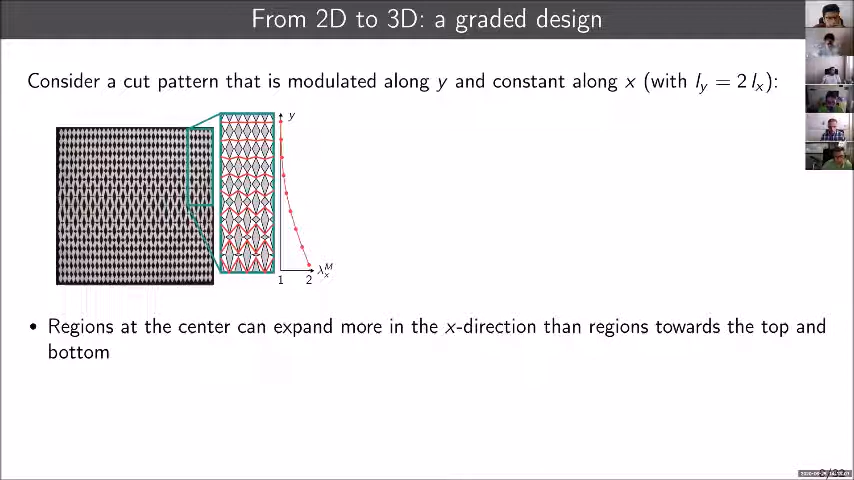 From 2D to 3D: a graded design
Consider a cut pattern that is modulated along y and constant along x (with l_y = 2 l_x):
y
λ_x^M
1 2
• Regions at the center can expand more in the x-direction than regions towards the top and
bottom